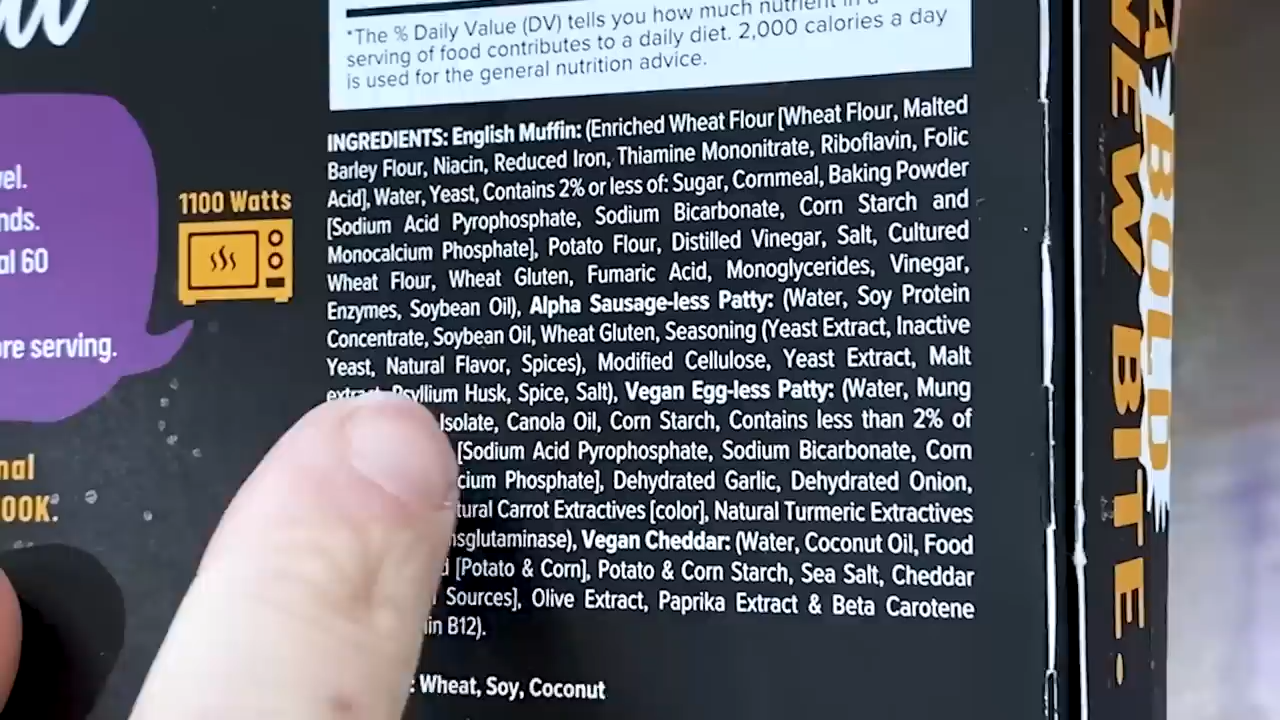 *The % Daily Value (DV) tells you how much nutrient in a
serving of food contributes to a daily diet. 2,000 calories a day
is used for the general nutrition advice.
INGREDIENTS: English Muffin: (Enriched Wheat Flour [Wheat Flour, Malted
Barley Flour, Niacin, Reduced Iron, Thiamine Mononitrate, Riboflavin, Folic
Acid], Water, Yeast, Contains 2% or less of: Sugar, Cornmeal, Baking Powder
[Sodium Acid Pyrophosphate, Sodium Bicarbonate, Corn Starch and
Monocalcium Phosphate], Potato Flour, Distilled Vinegar, Salt, Cultured
Wheat Flour, Wheat Gluten, Fumaric Acid, Monoglycerides, Vinegar,
Enzymes, Soybean Oil), Alpha Sausage-less Patty: (Water, Soy Protein
Concentrate, Soybean Oil, Wheat Gluten, Seasoning (Yeast Extract, Inactive
Yeast, Natural Flavor, Spices), Modified Cellulose, Yeast Extract, Malt
extract, Psyllium Husk, Spice, Salt), Vegan Egg-less Patty: (Water, Mung
Isolate, Canola Oil, Corn Starch, Contains less than 2% of
[Sodium Acid Pyrophosphate, Sodium Bicarbonate, Corn
cium Phosphate], Dehydrated Garlic, Dehydrated Onion,
tural Carrot Extractives [color], Natural Turmeric Extractives
nsglutaminase), Vegan Cheddar: (Water, Coconut Oil, Food
[Potato & Corn], Potato & Corn Starch, Sea Salt, Cheddar
Sources], Olive Extract, Paprika Extract & Beta Carotene
in B12).
: Wheat, Soy, Coconut
1100 Watts
vel.
nds.
al 60
ore serving.
nal
OOK:
A BOLD
NEW BITE.